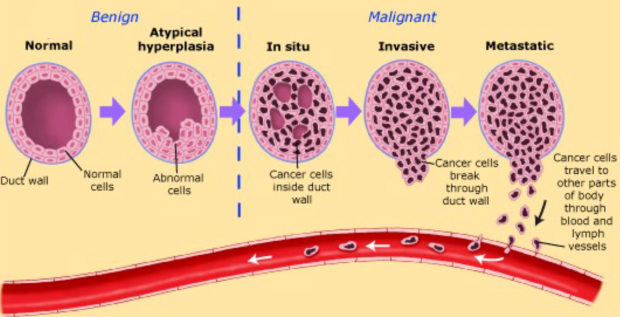 Benign
Malignant
Normal
Atypical
hyperplasia
In situ
Invasive
Metastatic
Duct wall
Normal
cells
Abnormal
cells
Cancer cells
inside duct
wall
Cancer cells
break
through
duct wall
Cancer cells
travel to
other parts
of body
through
blood and
lymph
vessels